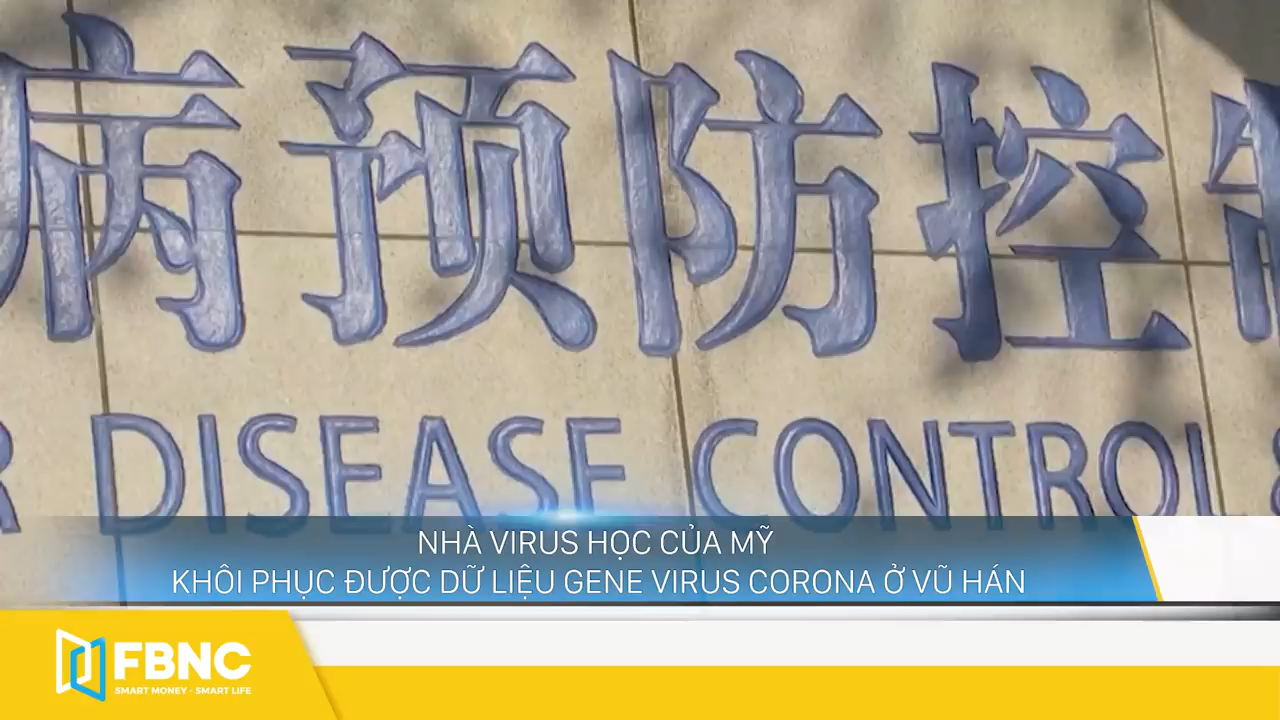 病预防控制
DISEASE CONTROL
NHÀ VIRUS HỌC CỦA MỸ
KHÔI PHỤC ĐƯỢC DỮ LIỆU GENE VIRUS CORONA Ở VŨ HÁN
FBNC
SMART MONEY - SMART LIFE